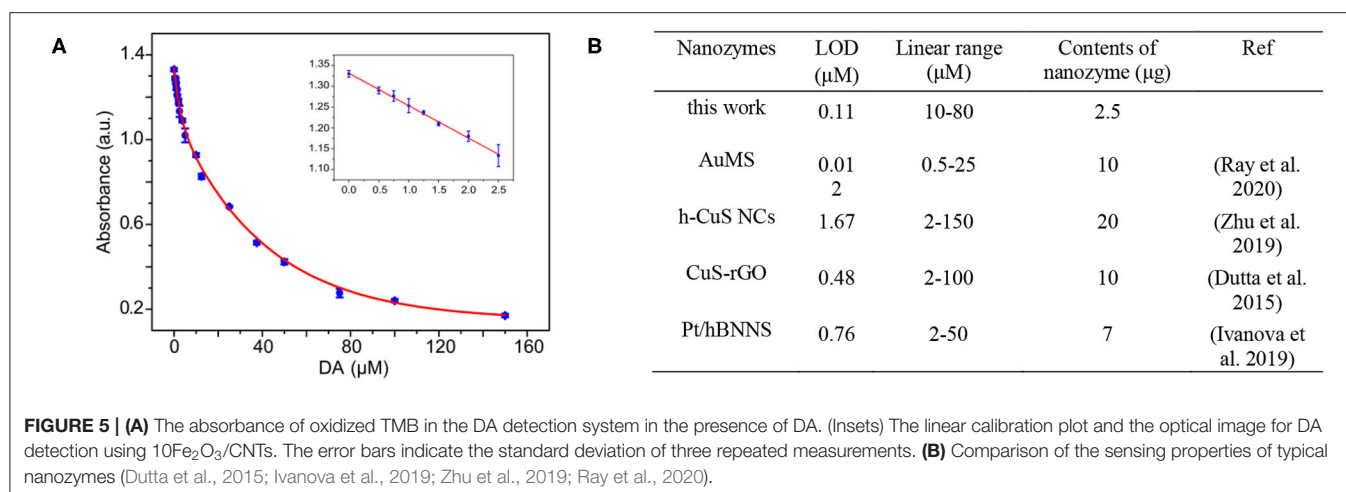 A
1.4
1.0
0.6
0.2
Absorbance (a.u.)
0 40 80 120 160
DA (μM)
1.35
1.30
1.25
1.20
1.15
1.10
0.0 0.5 1.0 1.5 2.0 2.5
B
Nanozymes LOD (μM) Linear range (μM) Contents of nanozyme (μg) Ref
this work 0.11 10-80 2.5
AuMS 0.01 2 0.5-25 10 (Ray et al. 2020)
h-CuS NCs 1.67 2-150 20 (Zhu et al. 2019)
CuS-rGO 0.48 2-100 10 (Dutta et al. 2015)
Pt/hBNNS 0.76 2-50 7 (Ivanova et al. 2019)
FIGURE 5 | (A) The absorbance of oxidized TMB in the DA detection system in the presence of DA. (Insets) The linear calibration plot and the optical image for DA
detection using 10Fe₂O₃/CNTs. The error bars indicate the standard deviation of three repeated measurements. (B) Comparison of the sensing properties of typical
nanozymes (Dutta et al., 2015; Ivanova et al., 2019; Zhu et al., 2019; Ray et al., 2020).